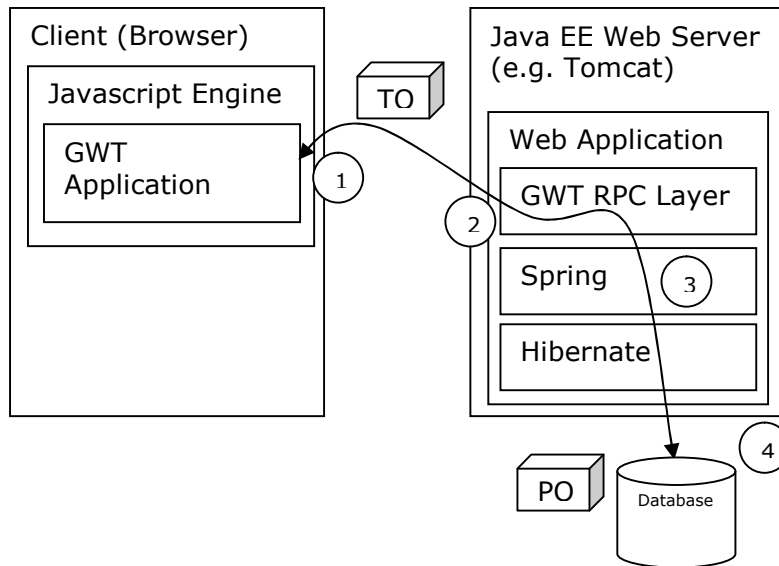 Client (Browser)
Javascript Engine
GWT
Application
1
TO
Java EE Web Server
(e.g. Tomcat)
Web Application
GWT RPC Layer
2
Spring
3
Hibernate
4
PO
Database